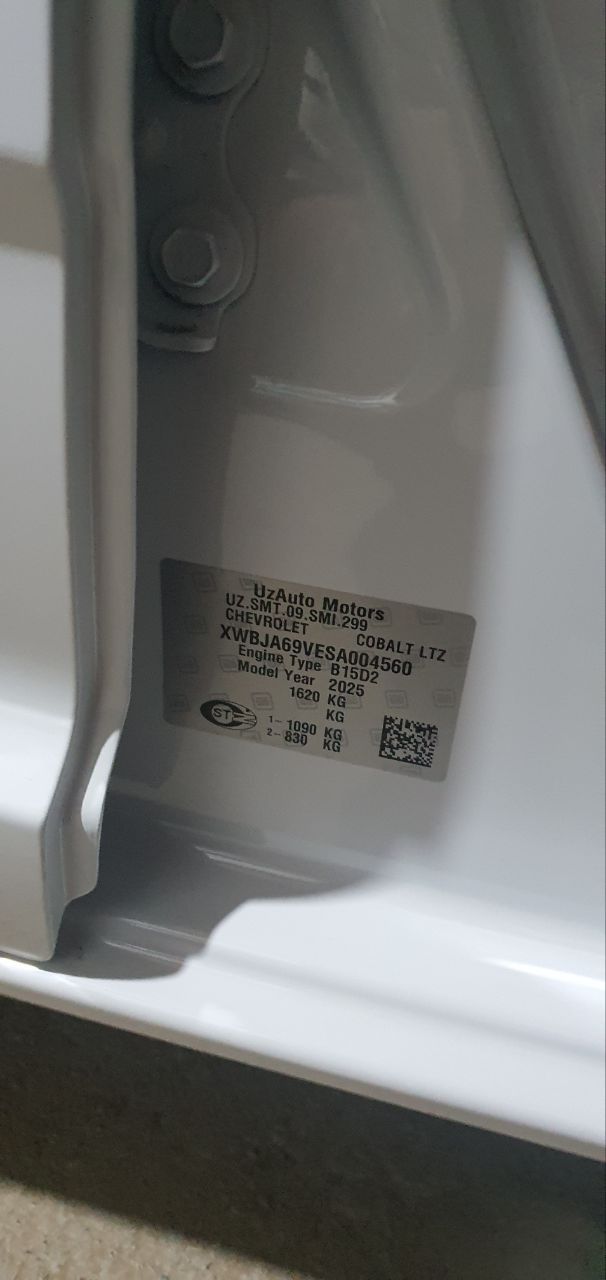 UzAuto Motors
UZ.SMT.09.SMI.299
CHEVROLET COBALT LTZ
XWBJA69VESA004560
Engine Type B15D2
Model Year 2025
1620 KG
KG
1- 1090 KG
2- 830 KG
ST